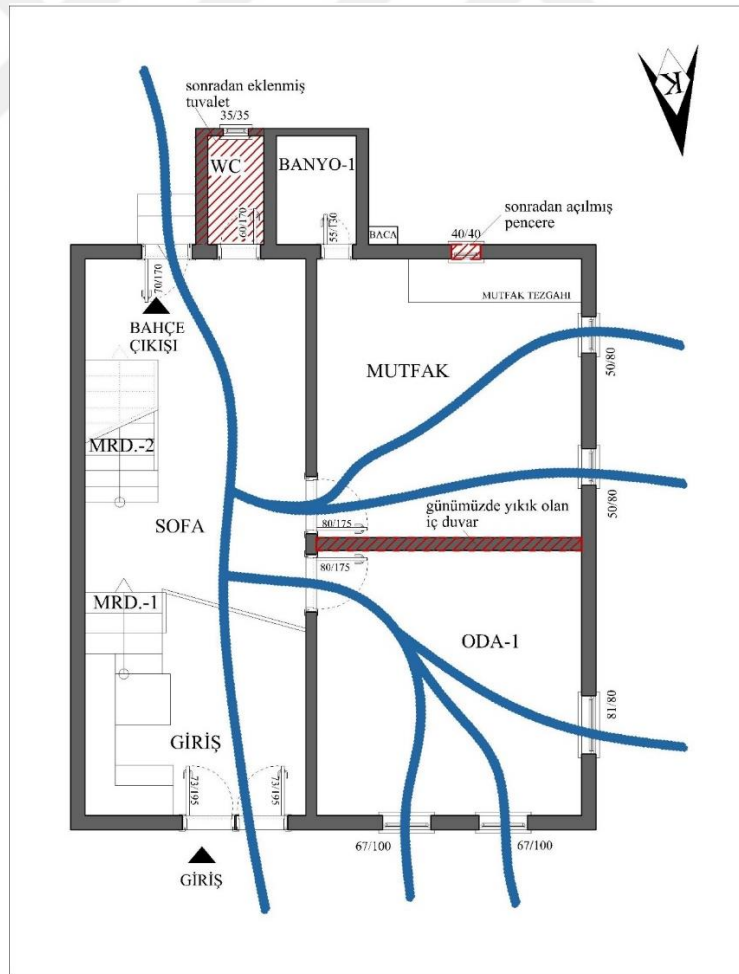 K
sonradan eklenmiş
tuvalet
35/35
WC
BANYO-1
60/170
55/130
BACA
sonradan açılmış
pencere
40/40
70/170
BAHÇE
ÇIKIŞI
MUTFAK TEZGAHI
50/80
MUTFAK
MRD.-2
50/80
SOFA
80/175
günümüzde yıkık olan
iç duvar
80/175
MRD.-1
ODA-1
81/80
GİRİŞ
73/195
73/195
67/100
67/100
GİRİŞ